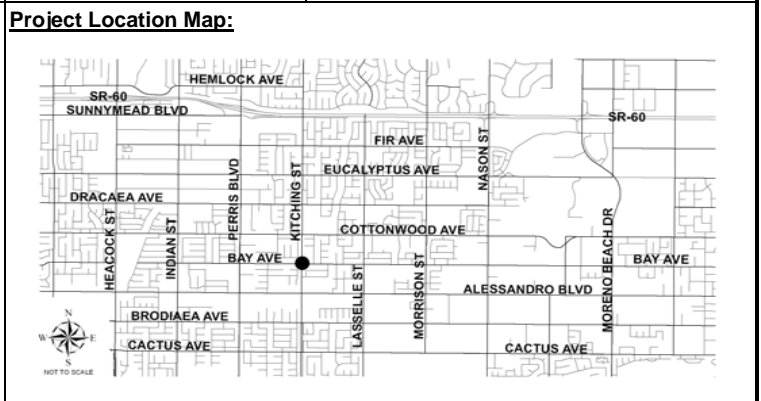 Project Location Map:
HEMLOCK AVE
SR-60
SUNNYMEAD BLVD
SR-60
FIR AVE
EUCALYPTUS AVE
NASON ST
DRACAEA AVE
PERRIS BLVD
KITCHING ST
HEACOCK ST
INDIAN ST
COTTONWOOD AVE
MORENO BEACH DR
BAY AVE
BAY AVE
LASSELLE ST
MORRISON ST
ALESSANDRO BLVD
BRODIAEA AVE
CACTUS AVE
CACTUS AVE
N
W E
S
NOT TO SCALE